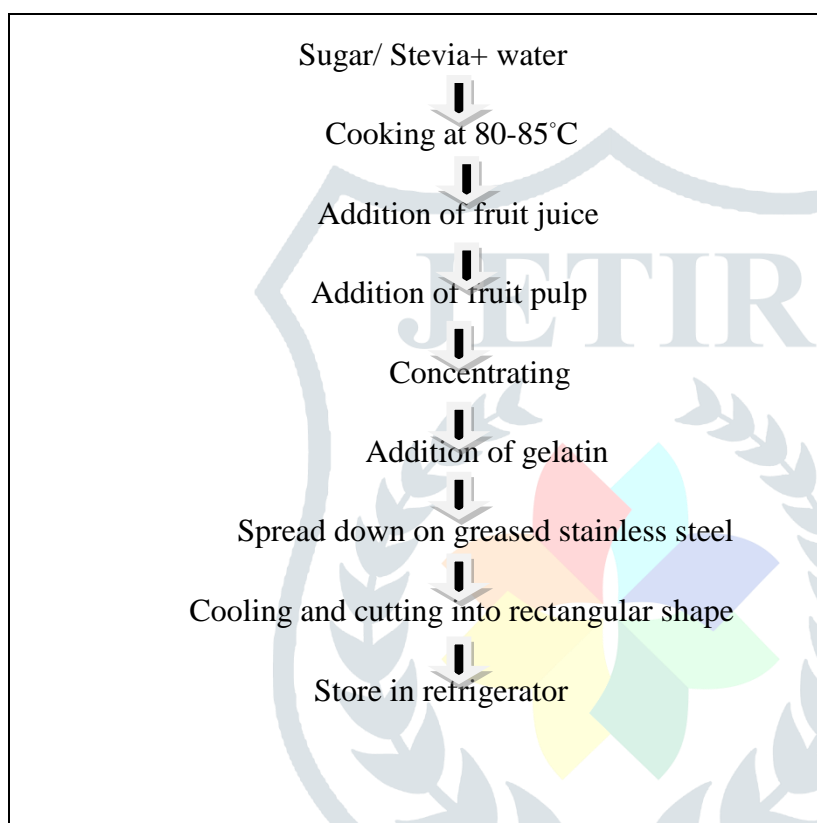 Sugar/ Stevia+ water
Cooking at 80-85°C
Addition of fruit juice
JETIR
Addition of fruit pulp
Concentrating
Addition of gelatin
Spread down on greased stainless steel
Cooling and cutting into rectangular shape
Store in refrigerator